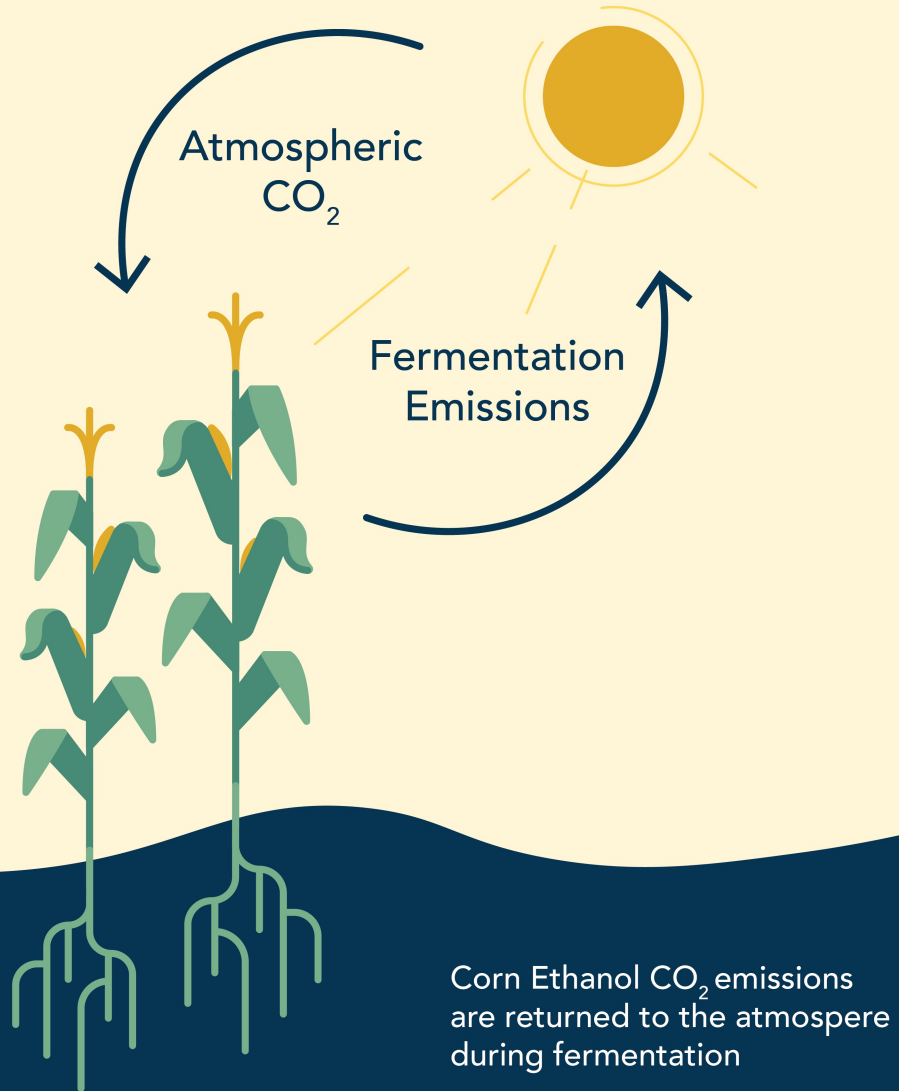 Atmospheric
CO₂
Fermentation
Emissions
Corn Ethanol CO₂ emissions
are returned to the atmospere
during fermentation